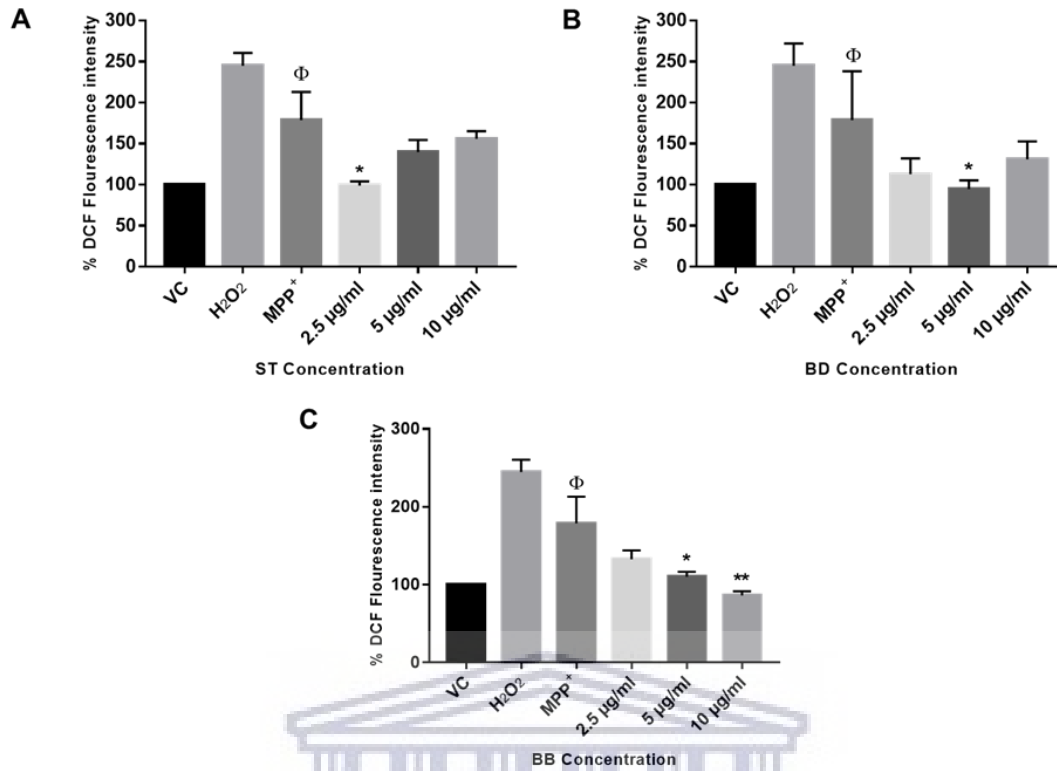 A
% DCF Flourescence intensity
300
250
200
150
100
50
0
Φ
*
VC
H₂O₂
MPP⁺
2.5 µg/ml
5 µg/ml
10 µg/ml
ST Concentration
B
% DCF Flourescence intensity
300
250
200
150
100
50
0
Φ
*
VC
H₂O₂
MPP⁺
2.5 µg/ml
5 µg/ml
10 µg/ml
BD Concentration
C
% DCF Flourescence intensity
300
200
100
0
Φ
*
**
VC
H₂O₂
MPP⁺
2.5 µg/ml
5 µg/ml
10 µg/ml
BB Concentration